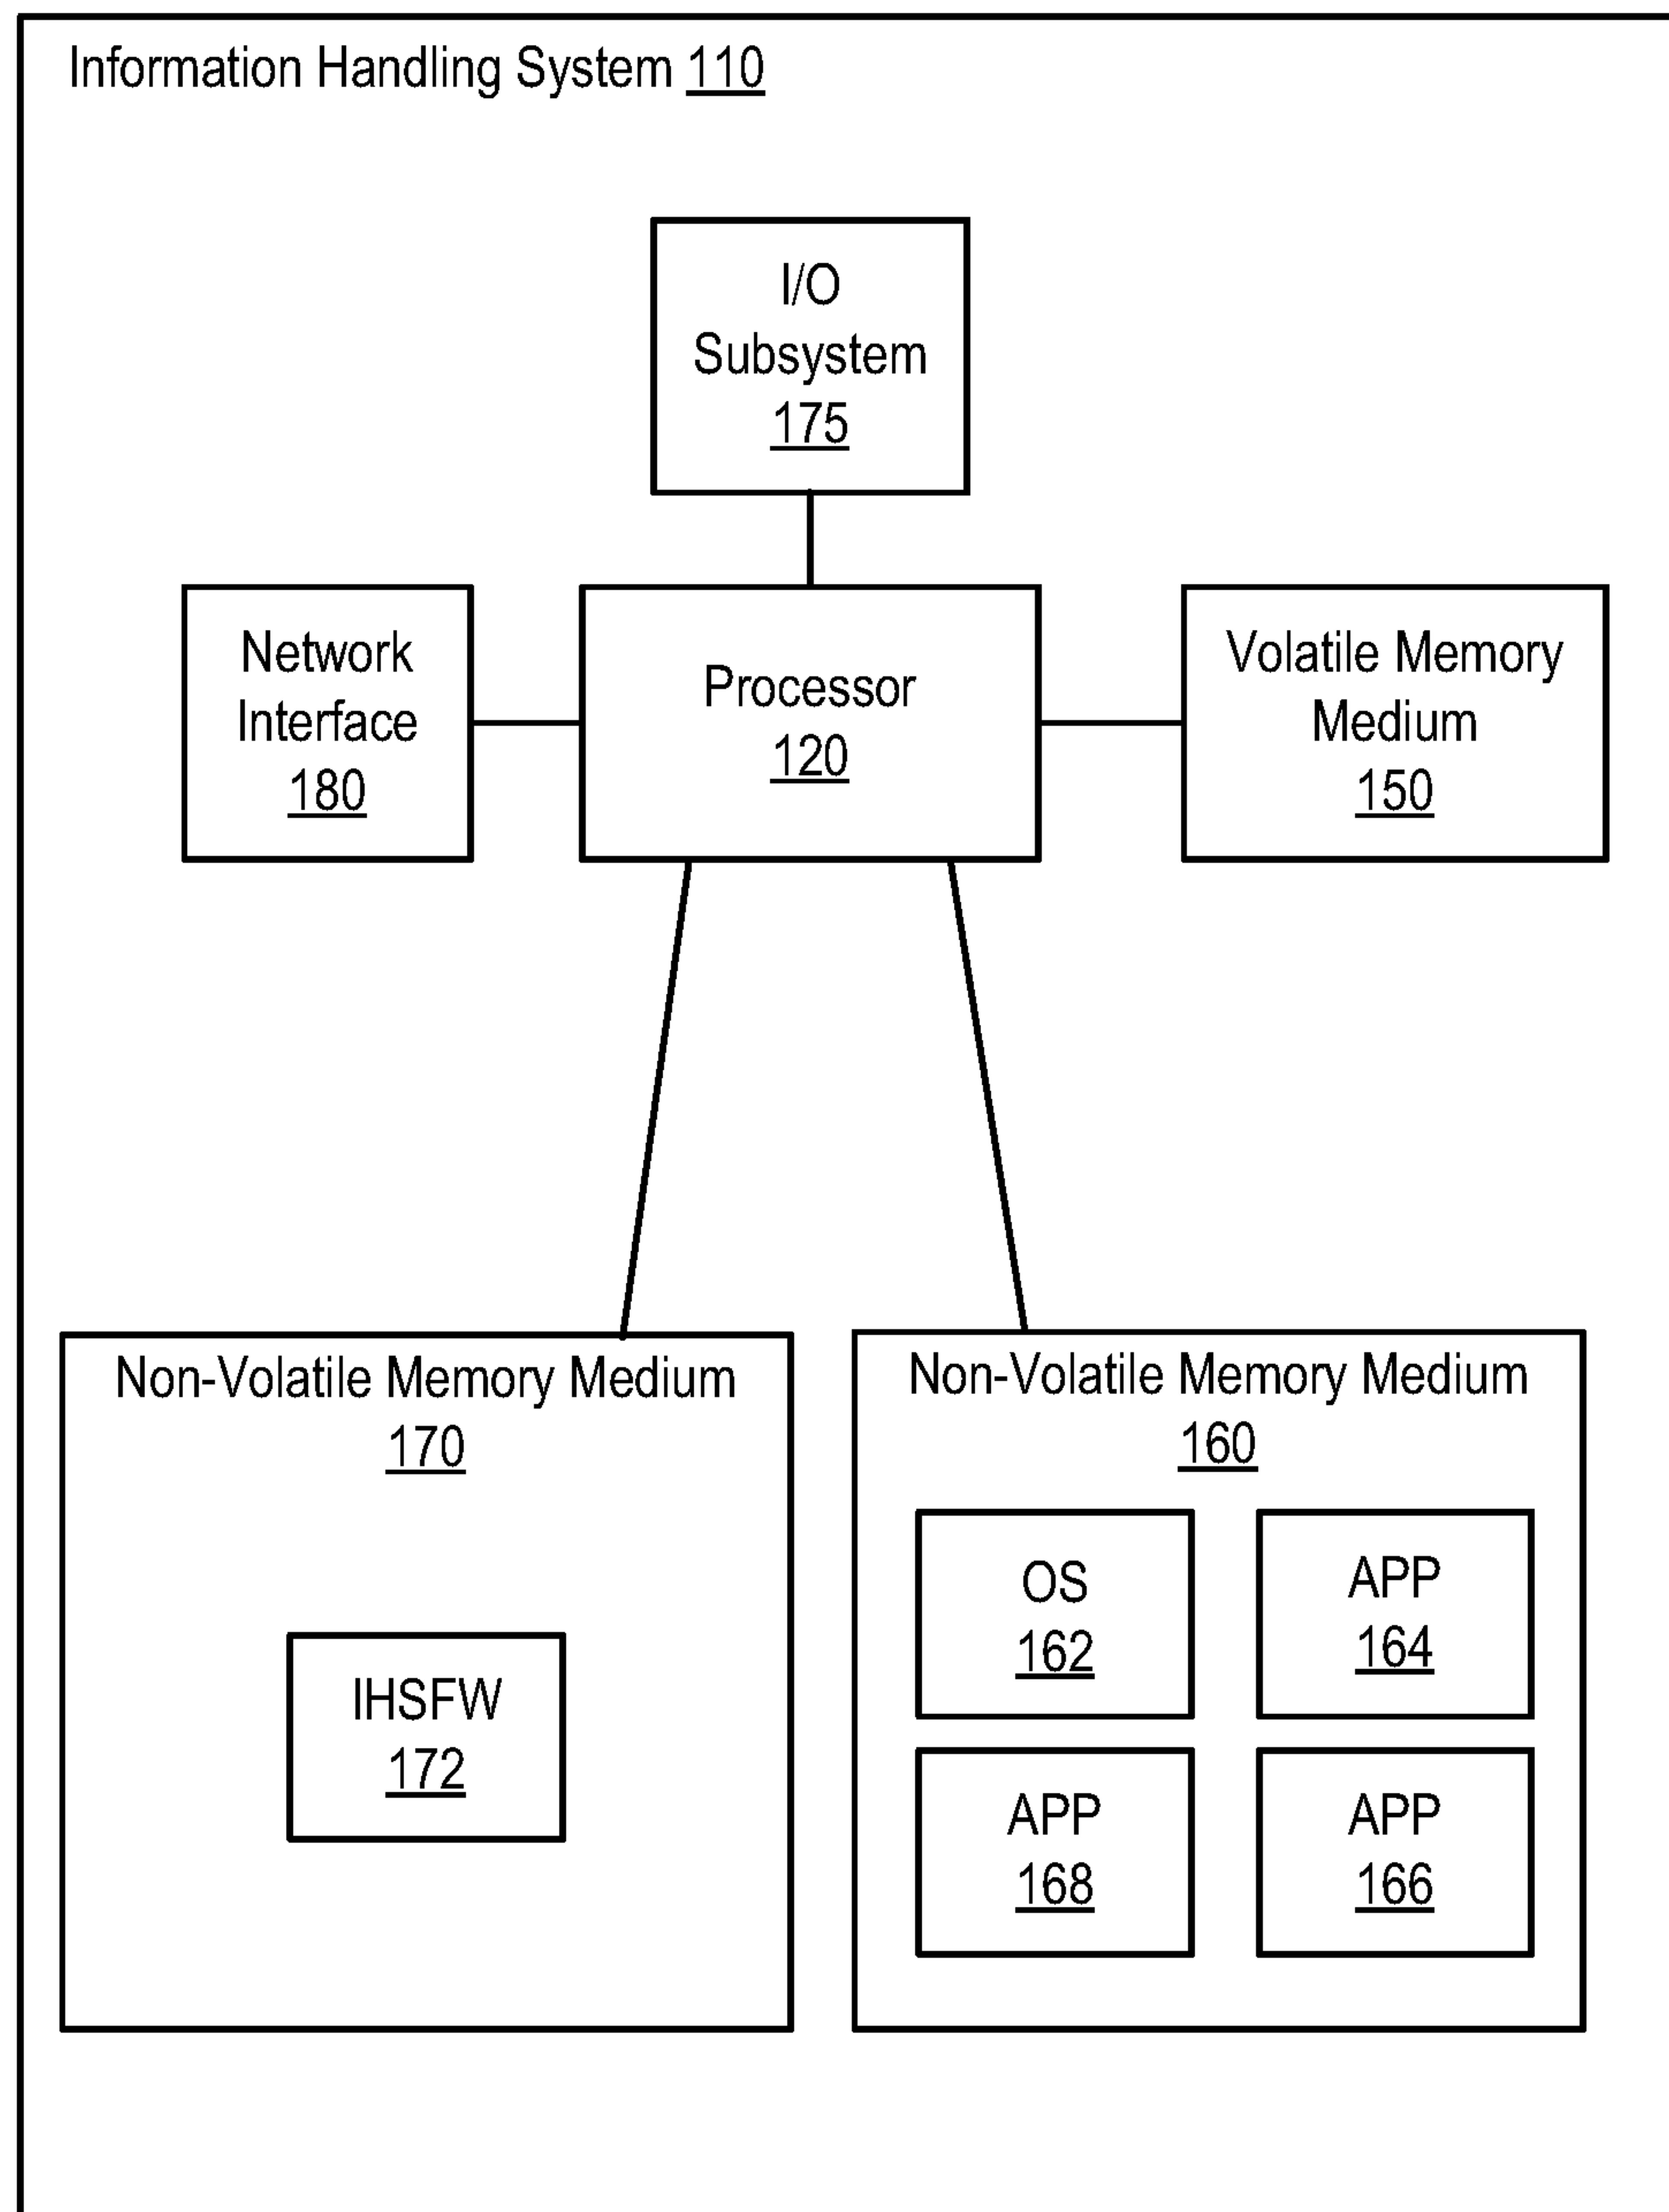 Information Handling System 110
I/O
Subsystem
175
Network
Interface
180
Processor
120
Volatile Memory
Medium
150
Non-Volatile Memory Medium
170
IHSFW
172
Non-Volatile Memory Medium
160
OS
162
APP
164
APP
168
APP
166